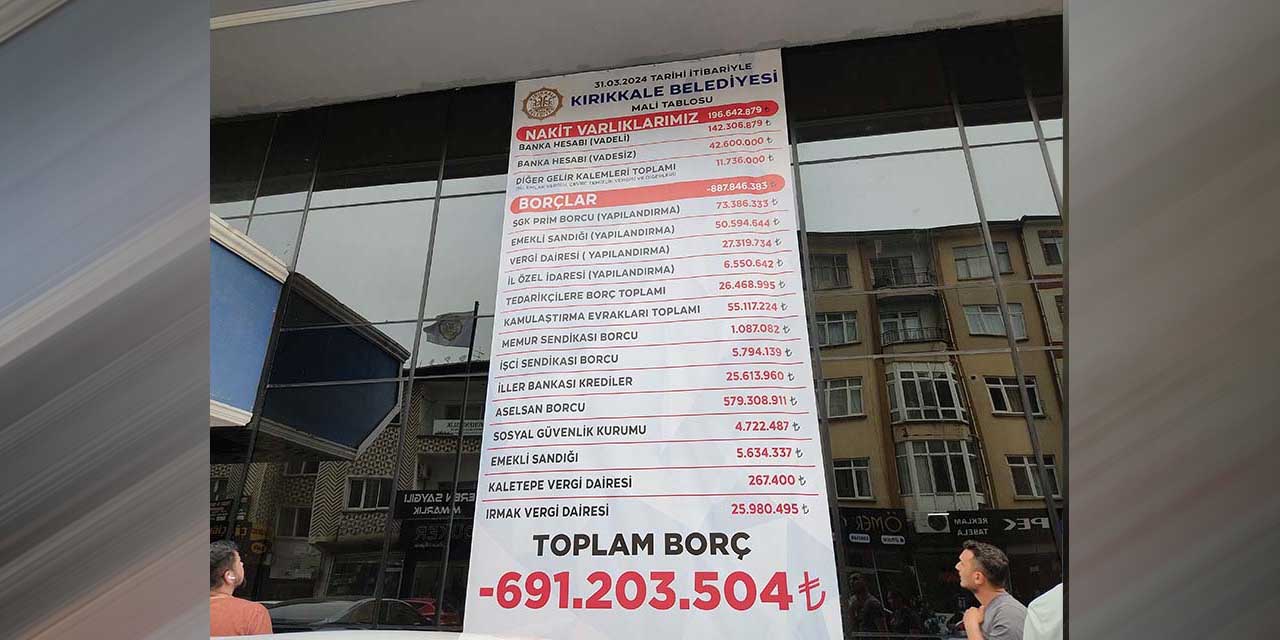 31.03.2024 TARİHİ İTİBARİYLE
KIRIKKALE BELEDİYESİ
MALİ TABLOSU
NAKİT VARLIKLARIMIZ 196.642.879 ₺
BANKA HESABI (VADELİ) 142.306.879 ₺
BANKA HESABI (VADESİZ) 42.600.000 ₺
DİĞER GELİR KALEMLERİ TOPLAMI 11.736.000 ₺
BORÇLAR -887.846.383 ₺
SGK PRİM BORCU (YAPILANDIRMA) 73.386.333 ₺
EMEKLİ SANDIĞI (YAPILANDIRMA) 50.594.644 ₺
VERGİ DAİRESİ ( YAPILANDIRMA) 27.319.734 ₺
İL ÖZEL İDARESİ (YAPILANDIRMA) 6.550.642 ₺
TEDARİKÇİLERE BORÇ TOPLAMI 26.468.995 ₺
KAMULAŞTIRMA EVRAKLARI TOPLAMI 55.117.224 ₺
MEMUR SENDİKASI BORCU 1.087.082 ₺
İŞCİ SENDİKASI BORCU 5.794.139 ₺
İLLER BANKASI KREDİLER 25.613.960 ₺
ASELSAN BORCU 579.308.911 ₺
SOSYAL GÜVENLİK KURUMU 4.722.487 ₺
EMEKLİ SANDIĞI 5.634.337 ₺
KALETEPE VERGİ DAİRESİ 267.400 ₺
IRMAK VERGİ DAİRESİ 25.980.495 ₺
TOPLAM BORÇ
-691.203.504 ₺
ÖMER
REKLAM
TABELA